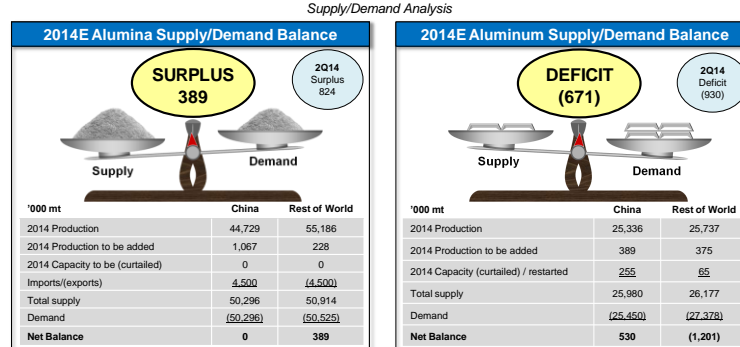 Supply/Demand Analysis
2014E Alumina Supply/Demand Balance
SURPLUS
389
2Q14
Surplus
824
Supply
Demand
'000 mt China Rest of World
2014 Production 44,729 55,186
2014 Production to be added 1,067 228
2014 Capacity to be (curtailed) 0 0
Imports/(exports) 4,500 (4,500)
Total supply 50,296 50,914
Demand (50,296) (50,525)
Net Balance 0 389
2014E Aluminum Supply/Demand Balance
DEFICIT
(671)
2Q14
Deficit
(930)
Supply
Demand
'000 mt China Rest of World
2014 Production 25,336 25,737
2014 Production to be added 389 375
2014 Capacity (curtailed) / restarted 255 65
Total supply 25,980 26,177
Demand (25,450) (27,378)
Net Balance 530 (1,201)